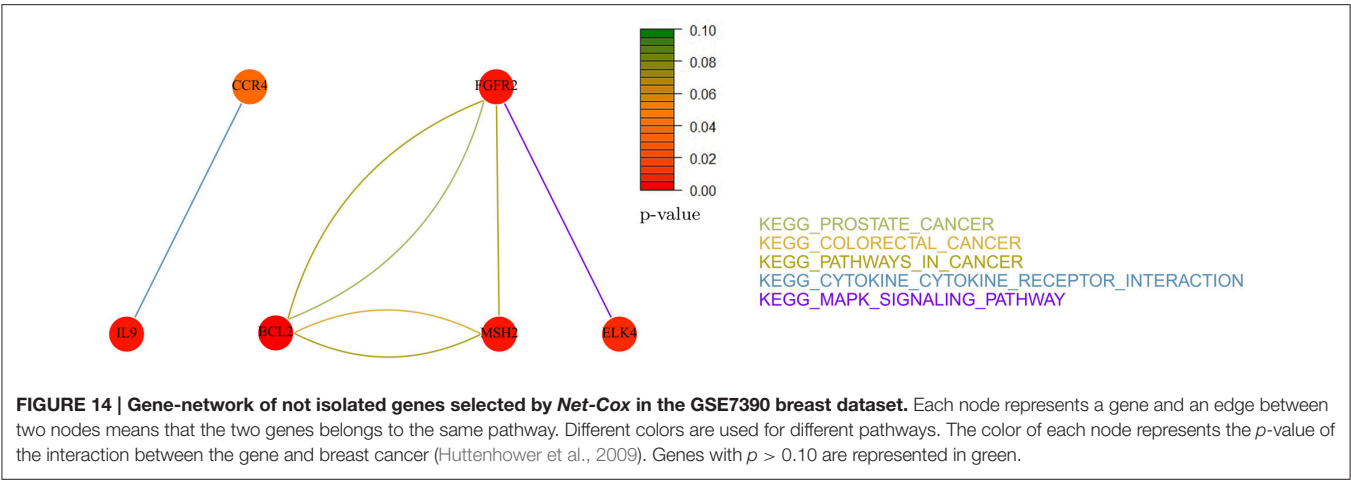 CCR4
FGFR2
IL9
BCL2
MSH2
ELK4
0.10
0.08
0.06
0.04
0.02
0.00
p-value
KEGG_PROSTATE_CANCER
KEGG_COLORECTAL_CANCER
KEGG_PATHWAYS_IN_CANCER
KEGG_CYTOKINE_CYTOKINE_RECEPTOR_INTERACTION
KEGG_MAPK_SIGNALING_PATHWAY
FIGURE 14 | Gene-network of not isolated genes selected by Net-Cox in the GSE7390 breast dataset. Each node represents a gene and an edge between
two nodes means that the two genes belongs to the same pathway. Different colors are used for different pathways. The color of each node represents the p-value of
the interaction between the gene and breast cancer (Huttenhower et al., 2009). Genes with p > 0.10 are represented in green.